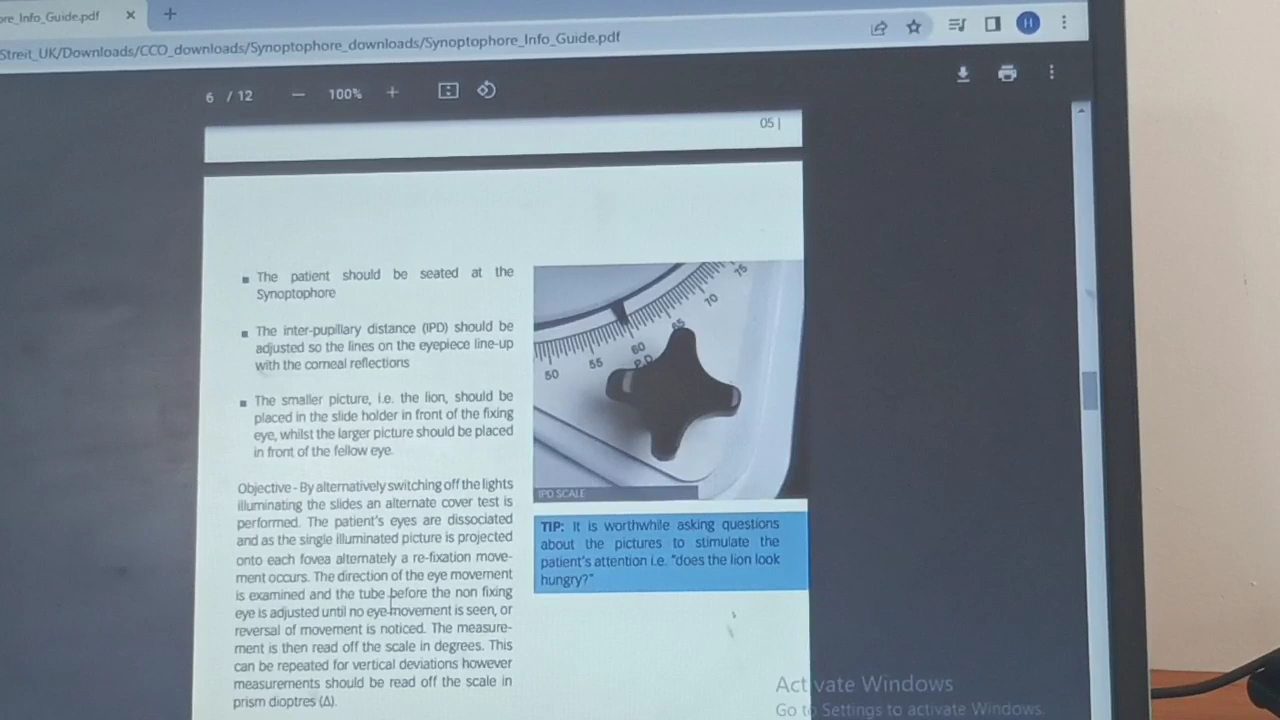 ore_Info_Guide.pdf
Streit_UK/Downloads/CCO_downloads/Synoptophore_downloads/Synoptophore_Info_Guide.pdf
H
6 / 12
100%
05 |
The patient should be seated at the
Synoptophore
The inter-pupillary distance (IPD) should be
adjusted so the lines on the eyepiece line-up
with the corneal reflections
The smaller picture, i.e. the lion, should be
placed in the slide holder in front of the fixing
eye, whilst the larger picture should be placed
in front of the fellow eye.
Objective - By alternatively switching off the lights
illuminating the slides an alternate cover test is
performed. The patient's eyes are dissociated
and as the single illuminated picture is projected
onto each fovea alternately a re-fixation move-
ment occurs. The direction of the eye movement
is examined and the tube before the non fixing
eye is adjusted until no eye movement is seen, or
reversal of movement is noticed. The measure-
ment is then read off the scale in degrees. This
can be repeated for vertical deviations however
measurements should be read off the scale in
prism dioptres (Δ).
50 55 60 65 70 75
P.D
IPD SCALE
TIP: It is worthwhile asking questions
about the pictures to stimulate the
patient's attention i.e. "does the lion look
hungry?"
Activate Windows
Go to Settings to activate Windows.